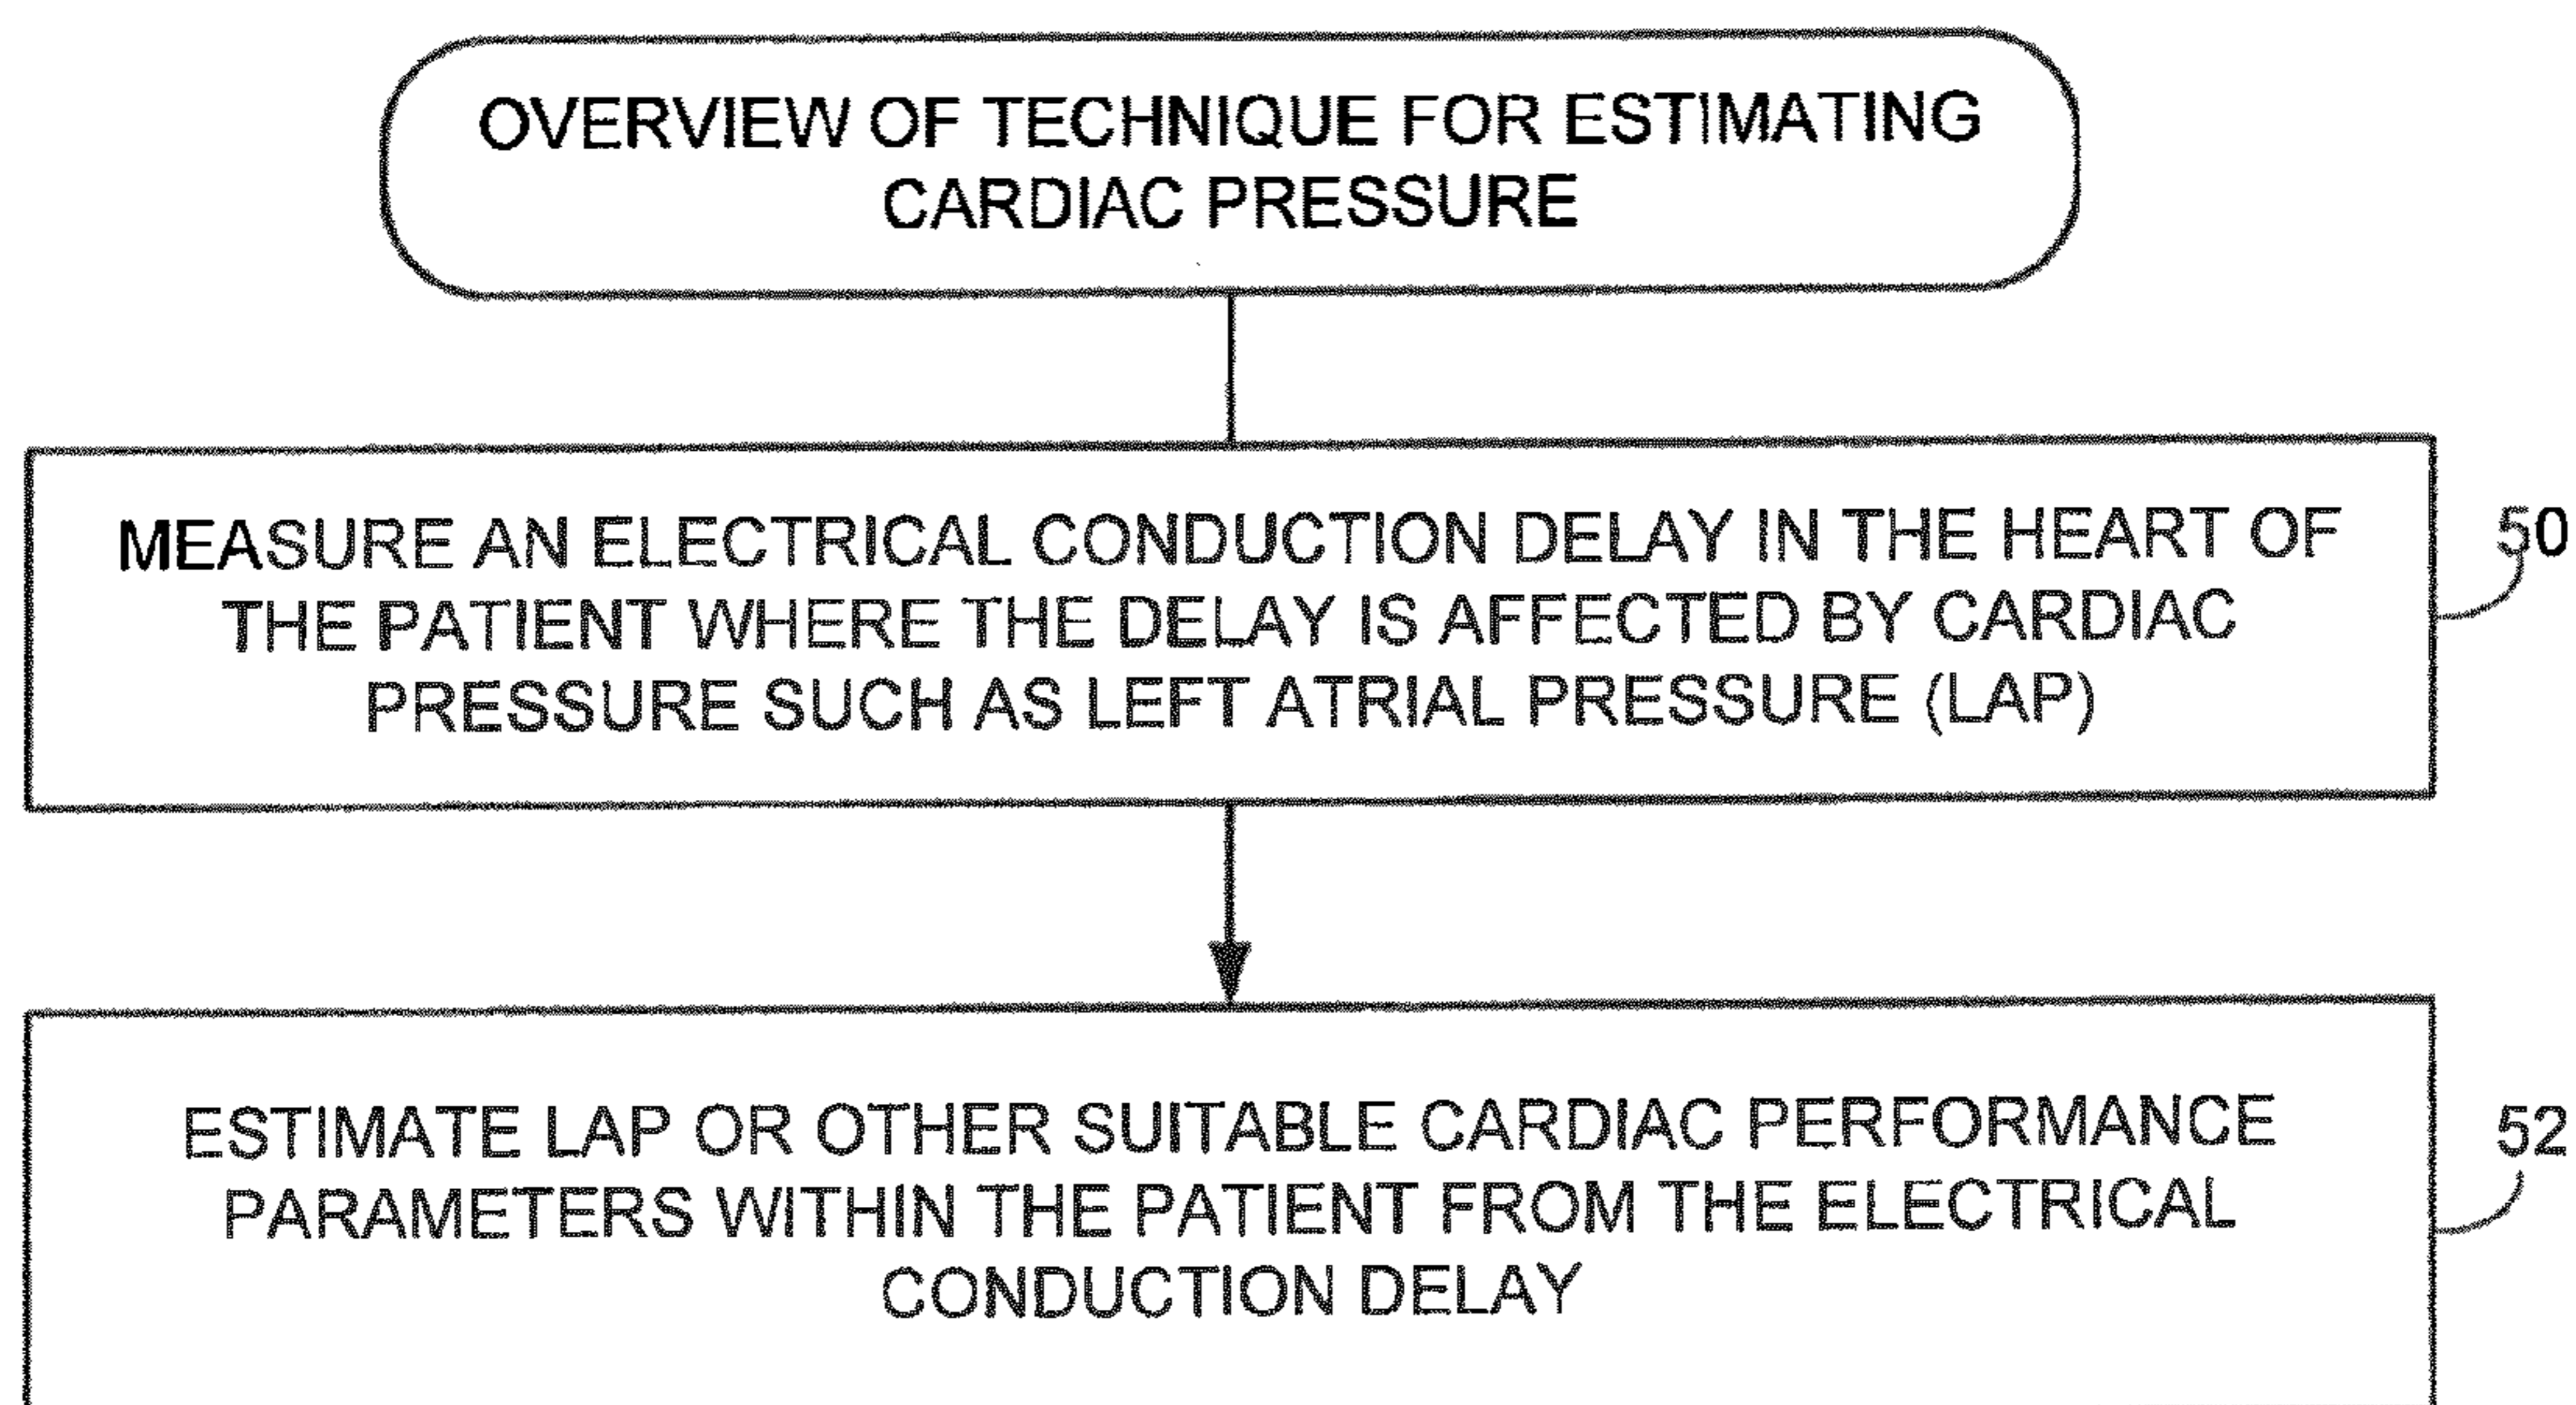 OVERVIEW OF TECHNIQUE FOR ESTIMATING
CARDIAC PRESSURE
MEASURE AN ELECTRICAL CONDUCTION DELAY IN THE HEART OF
THE PATIENT WHERE THE DELAY IS AFFECTED BY CARDIAC
PRESSURE SUCH AS LEFT ATRIAL PRESSURE (LAP)
50
ESTIMATE LAP OR OTHER SUITABLE CARDIAC PERFORMANCE
PARAMETERS WITHIN THE PATIENT FROM THE ELECTRICAL
CONDUCTION DELAY
52